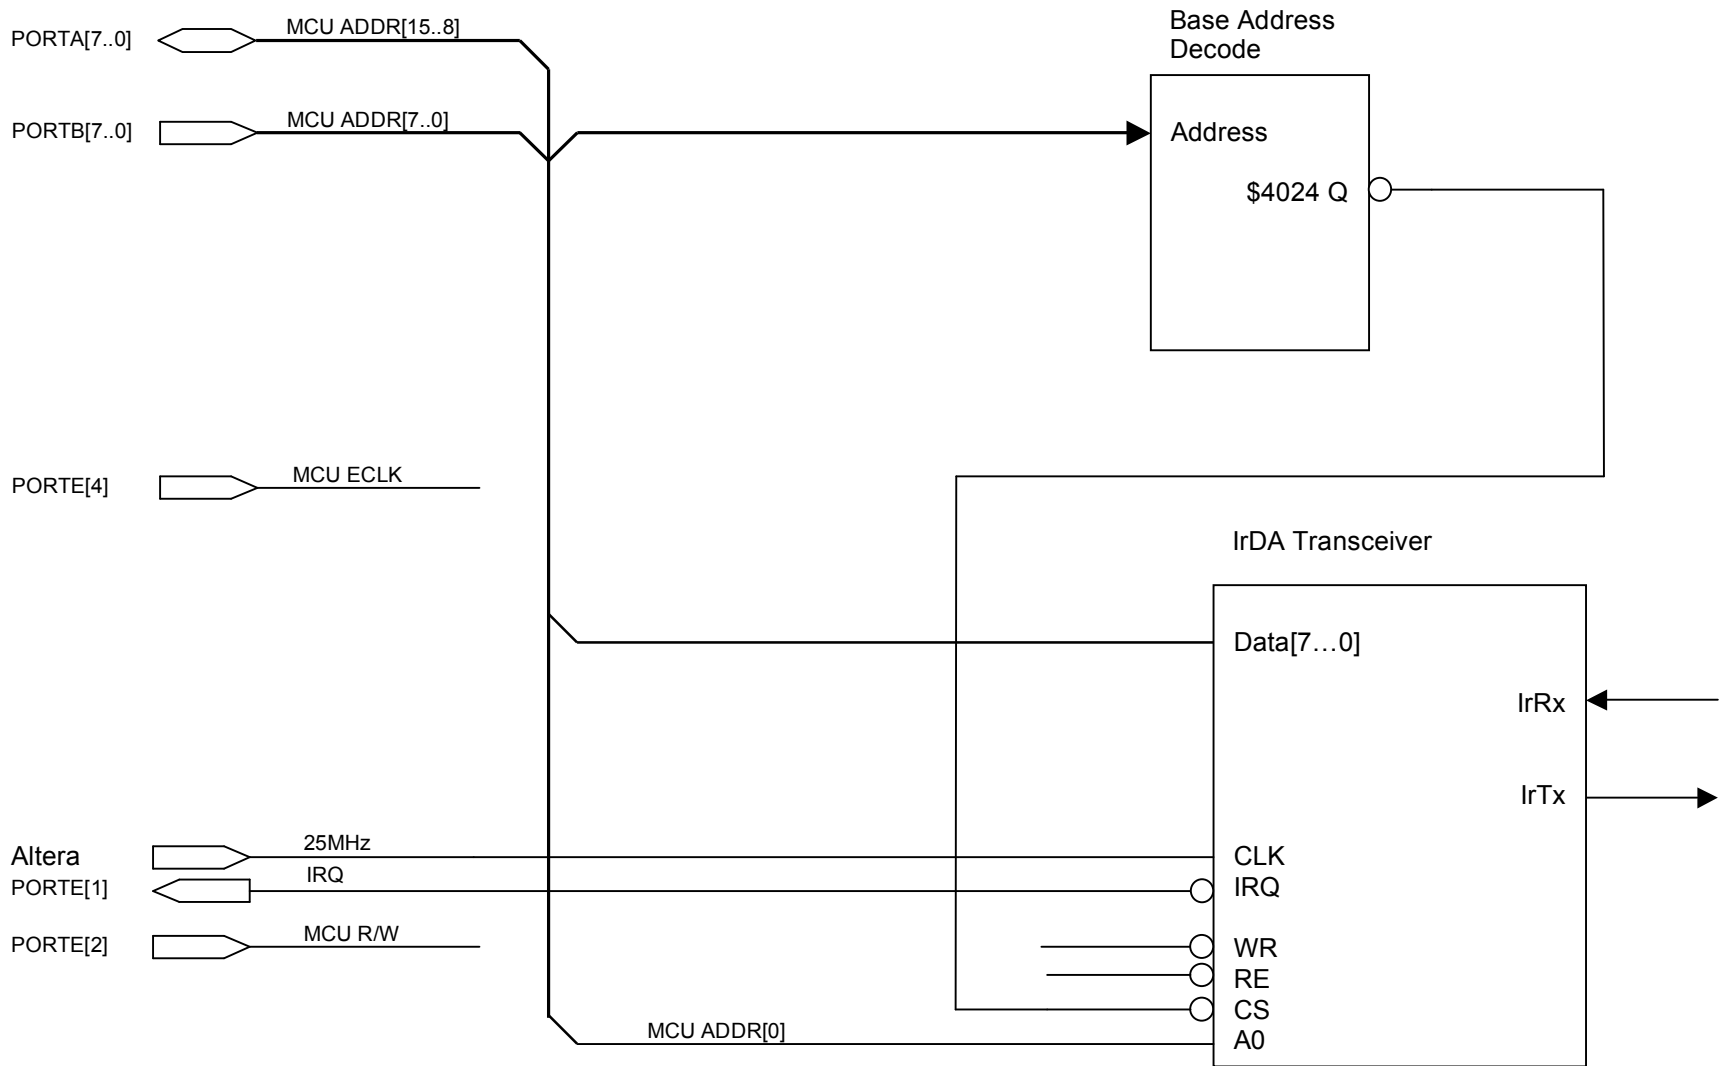 Base Address
Decode
PORTA[7..0]
MCU ADDR[15..8]
PORTB[7..0]
MCU ADDR[7..0]
Address
$4024 Q
PORTE[4]
MCU ECLK
IrDA Transceiver
Data[7…0]
IrRx
IrTx
Altera
25MHz
CLK
PORTE[1]
IRQ
IRQ
PORTE[2]
MCU R/W
WR
RE
CS
MCU ADDR[0]
A0